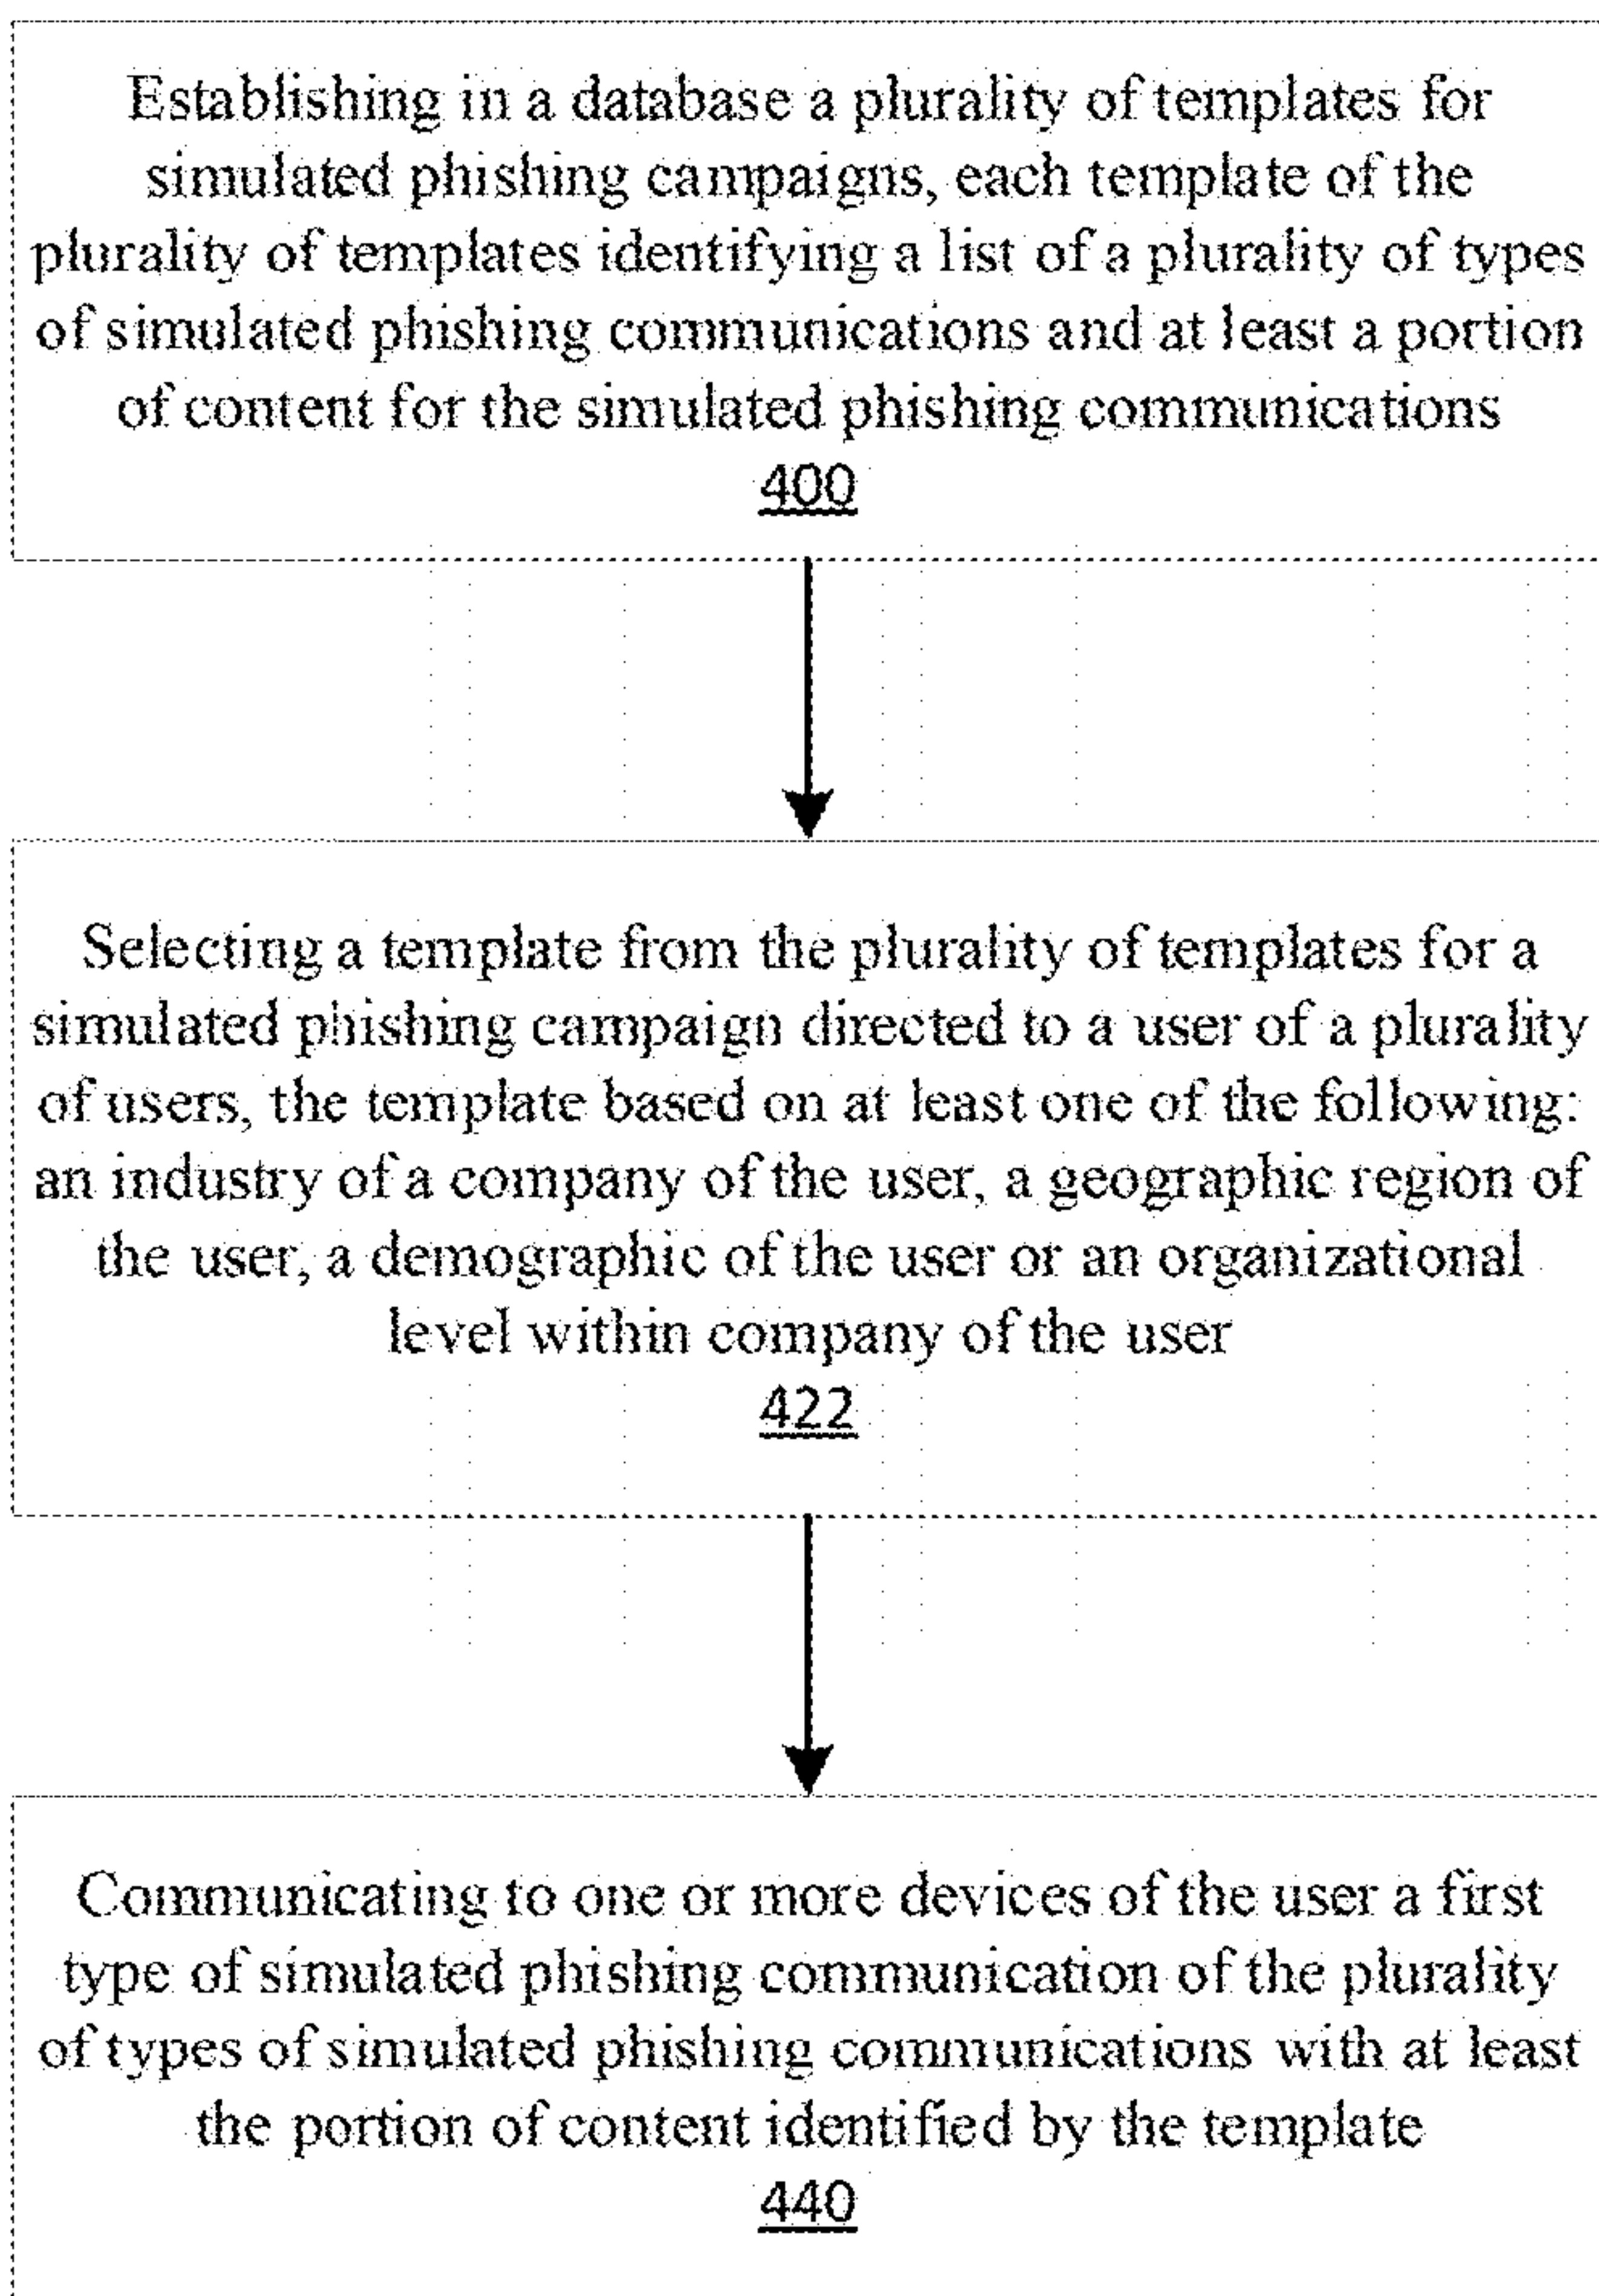 Establishing in a database a plurality of templates for
simulated phishing campaigns, each template of the
plurality of templates identifying a list of a plurality of types
of simulated phishing communications and at least a portion
of content for the simulated phishing communications
400
Selecting a template from the plurality of templates for a
simulated phishing campaign directed to a user of a plurality
of users, the template based on at least one of the following:
an industry of a company of the user, a geographic region of
the user, a demographic of the user or an organizational
level within company of the user
422
Communicating to one or more devices of the user a first
type of simulated phishing communication of the plurality
of types of simulated phishing communications with at least
the portion of content identified by the template
440